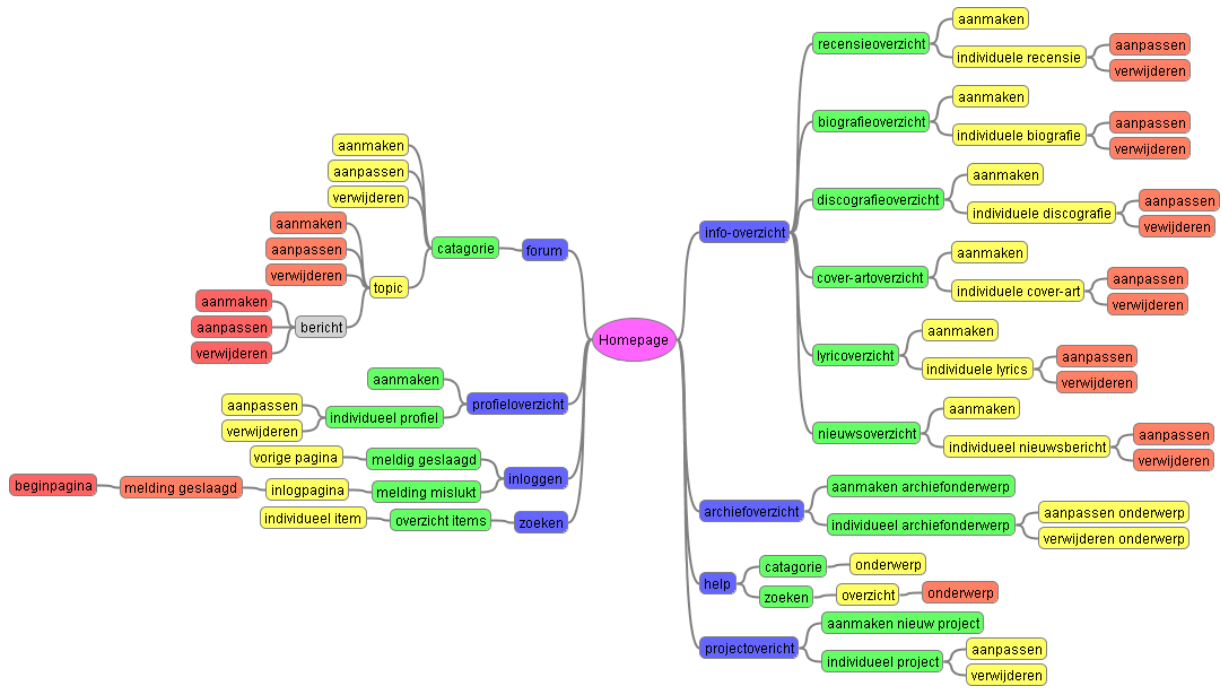 Homepage
forum
catagorie
aanmaken
aanpassen
verwijderen
topic
aanmaken
aanpassen
verwijderen
bericht
aanmaken
aanpassen
verwijderen
profieloverzicht
aanmaken
individueel profiel
aanpassen
verwijderen
inloggen
meldig geslaagd
vorige pagina
melding mislukt
inlogpagina
melding geslaagd
beginpagina
zoeken
overzicht items
individueel item
info-overzicht
recensieoverzicht
aanmaken
individuele recensie
aanpassen
verwijderen
biografieoverzicht
aanmaken
individuele biografie
aanpassen
verwijderen
discografieoverzicht
aanmaken
individuele discografie
aanpassen
vewijderen
cover-artoverzicht
aanmaken
individuele cover-art
aanpassen
verwijderen
lyricoverzicht
aanmaken
individuele lyrics
aanpassen
verwijderen
nieuwsoverzicht
aanmaken
individueel nieuwsbericht
aanpassen
verwijderen
archiefoverzicht
aanmaken archiefonderwerp
individueel archiefonderwerp
aanpassen onderwerp
verwijderen onderwerp
help
catagorie
onderwerp
zoeken
overzicht
onderwerp
projectovericht
aanmaken nieuw project
individueel project
aanpassen
verwijderen